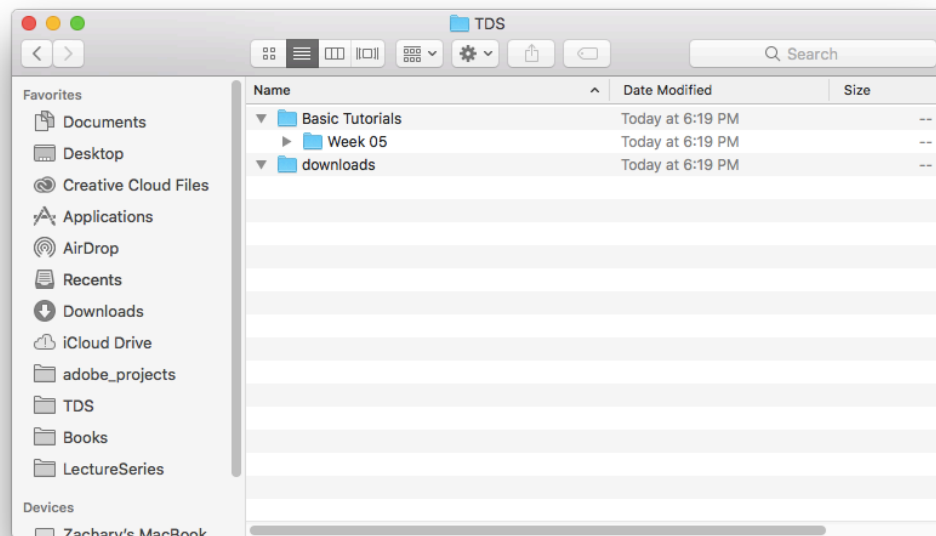 TDS
Search
Favorites
Documents
Desktop
Creative Cloud Files
Applications
AirDrop
Recents
Downloads
iCloud Drive
adobe_projects
TDS
Books
LectureSeries
Devices
Zachary's MacBook
Name Date Modified Size
Basic Tutorials Today at 6:19 PM --
Week 05 Today at 6:19 PM --
downloads Today at 6:19 PM --